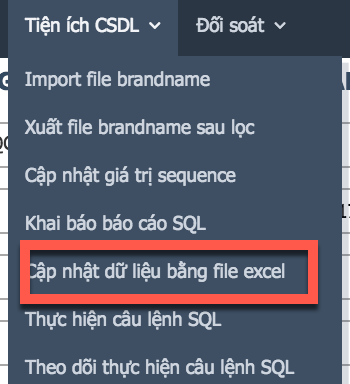 Tiện ích CSDL Đối soát
Import file brandname
Xuất file brandname sau lọc
Cập nhật giá trị sequence
Khai báo báo cáo SQL
Cập nhật dữ liệu bằng file excel
Thực hiện câu lệnh SQL
Theo dõi thực hiện câu lệnh SQL